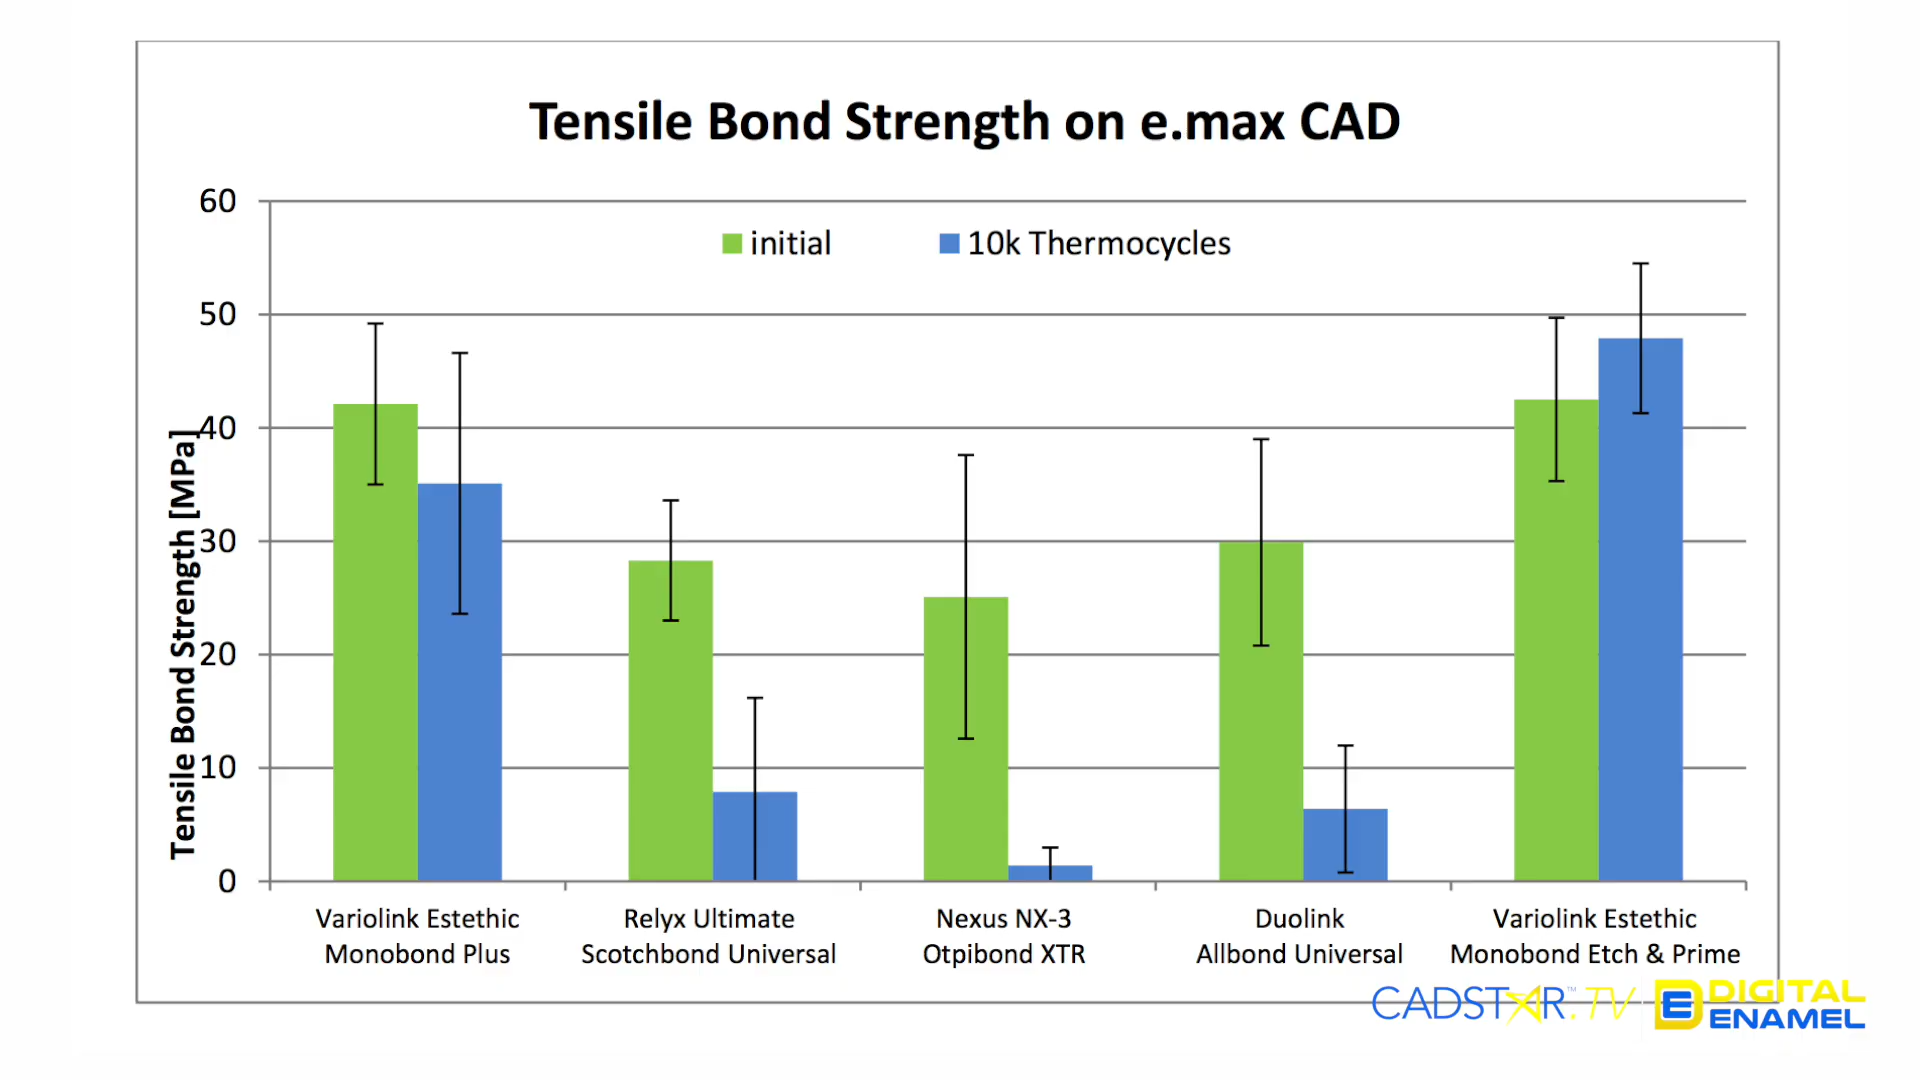 Tensile Bond Strength on e.max CAD
initial
10k Thermocycles
Tensile Bond Strength [MPa]
60
50
40
30
20
10
0
Variolink Estethic
Monobond Plus
Relyx Ultimate
Scotchbond Universal
Nexus NX-3
Otpibond XTR
Duolink
Allbond Universal
Variolink Estethic
Monobond Etch & Prime
CADSTAR™.TV
DIGITAL
ENAMEL